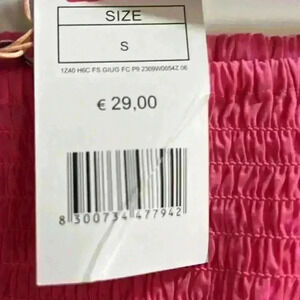 SIZE
S
1Z40 H6C FS GIUG FC P9 2309W0054Z 06
€ 29,00
8 300734 477942